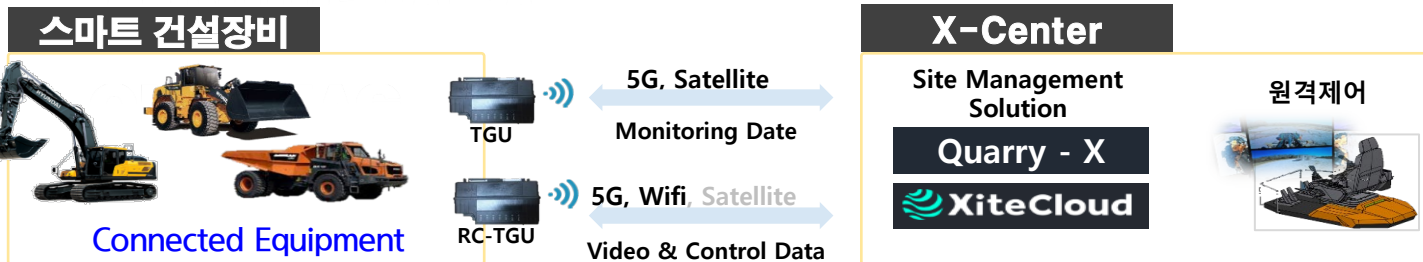 스마트 건설장비
HYUNDAI
Connected Equipment
TGU
5G, Satellite
Monitoring Date
RC-TGU
5G, Wifi, Satellite
Video & Control Data
X-Center
Site Management
Solution
Quarry - X
XiteCloud
원격제어